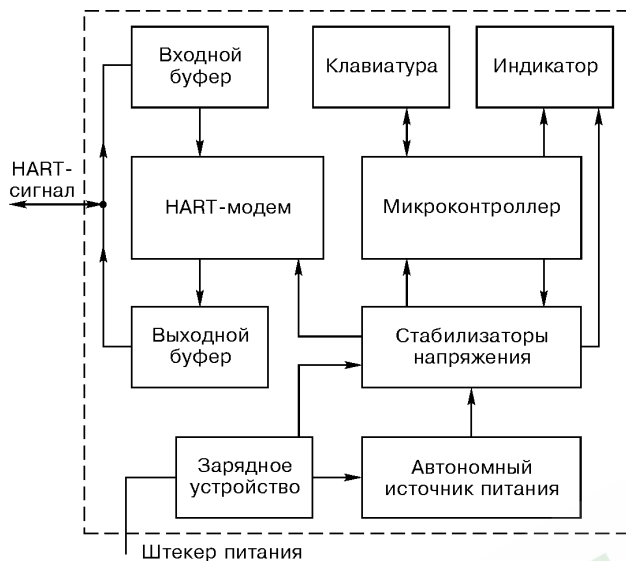 Входной
буфер
Клавиатура
Индикатор
HART-
сигнал
HART-модем
Микроконтроллер
Выходной
буфер
Стабилизаторы
напряжения
Зарядное
устройство
Автономный
источник питания
Штекер питания